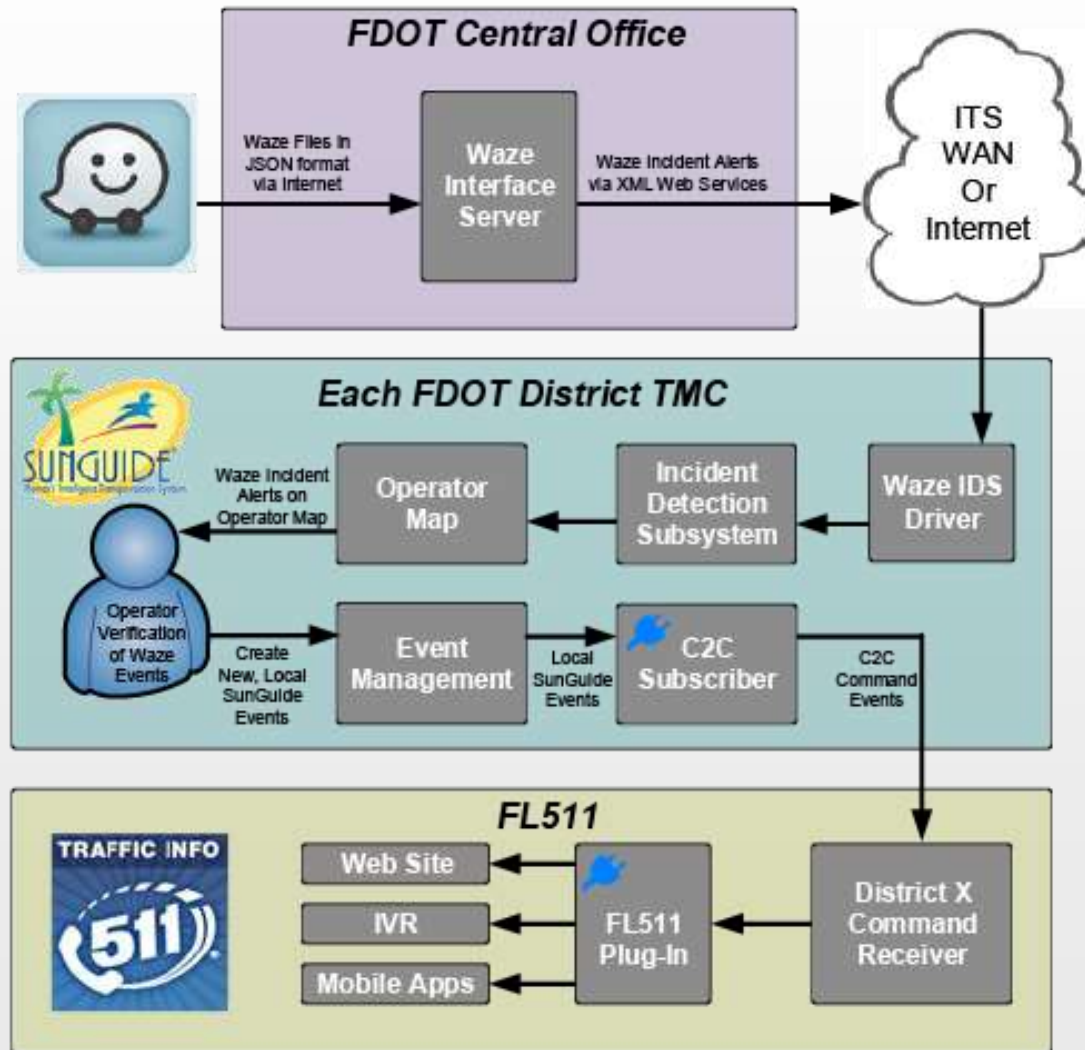 FDOT Central Office
Waze Files in
JSON format
via Internet
Waze
Interface
Server
Waze Incident Alerts
via XML Web Services
ITS
WAN
Or
Internet
Each FDOT District TMC
SUNGUIDE
Waze Incident
Alerts on
Operator Map
Operator
Map
Incident
Detection
Subsystem
Waze IDS
Driver
Operator
Verification
of Waze
Events
Create
New, Local
SunGuide
Events
Event
Management
Local
SunGuide
Events
C2C
Subscriber
C2C
Command
Events
FL511
TRAFFIC INFO
511
Web Site
IVR
Mobile Apps
FL511
Plug-In
District X
Command
Receiver